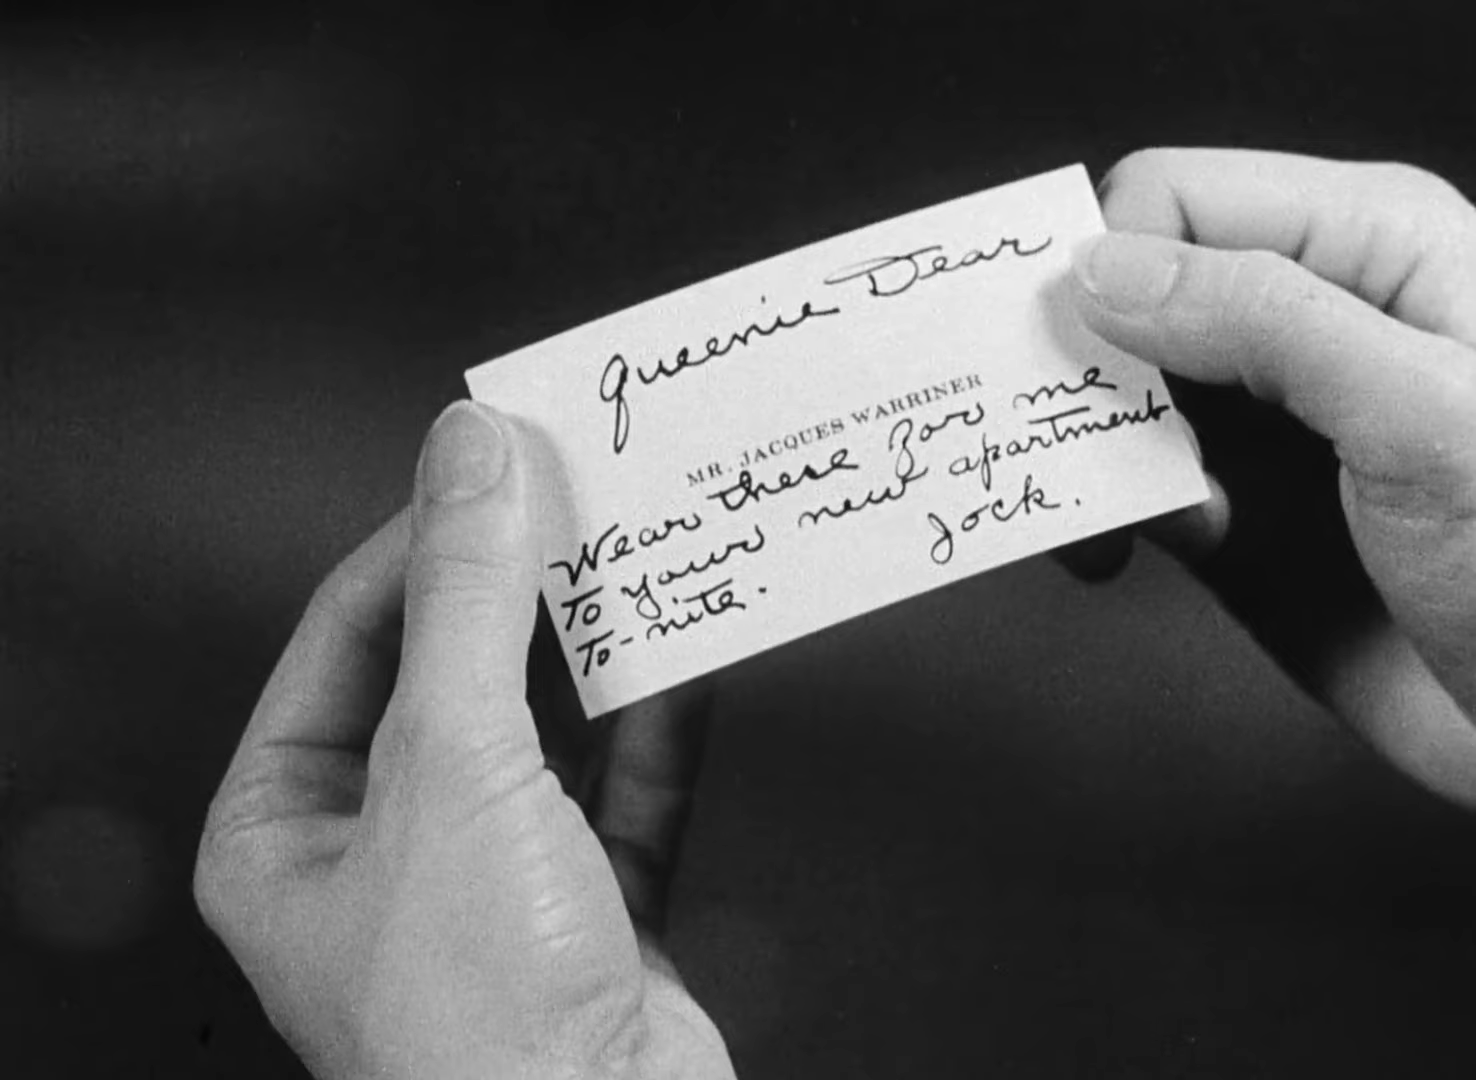 Queenie Dear
MR. JACQUES WARRINER
Wear these for me
To your new apartment
To-nite.
Jock.